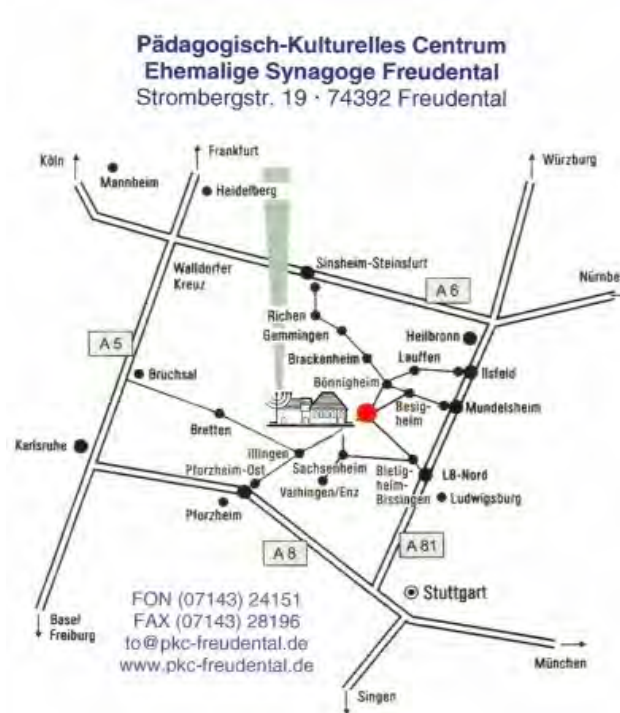 Pädagogisch-Kulturelles Centrum
Ehemalige Synagoge Freudental
Strombergstr. 19 · 74392 Freudental
Köln
Mannheim
Frankfurt
Heidelberg
Würzburg
Walldorfer
Kreuz
Sinsheim-Steinsfurt
A 6
Nürnbe
Richen
Gemmingen
Heilbronn
A 5
Brackenheim
Lauffen
Ilsfeld
Bruchsal
Bönnigheim
Besig-
heim
Mundelsheim
Bretten
Karlsruhe
Illingen
Pforzheim-Ost
Sachsenheim
Bietig-
heim-
Bissingen
LB-Nord
Vaihingen/Enz
Ludwigsburg
Pforzheim
A 8
A 81
Stuttgart
FON (07143) 24151
FAX (07143) 28196
to@pkc-freudental.de
www.pkc-freudental.de
Basel
Freiburg
München
Singen